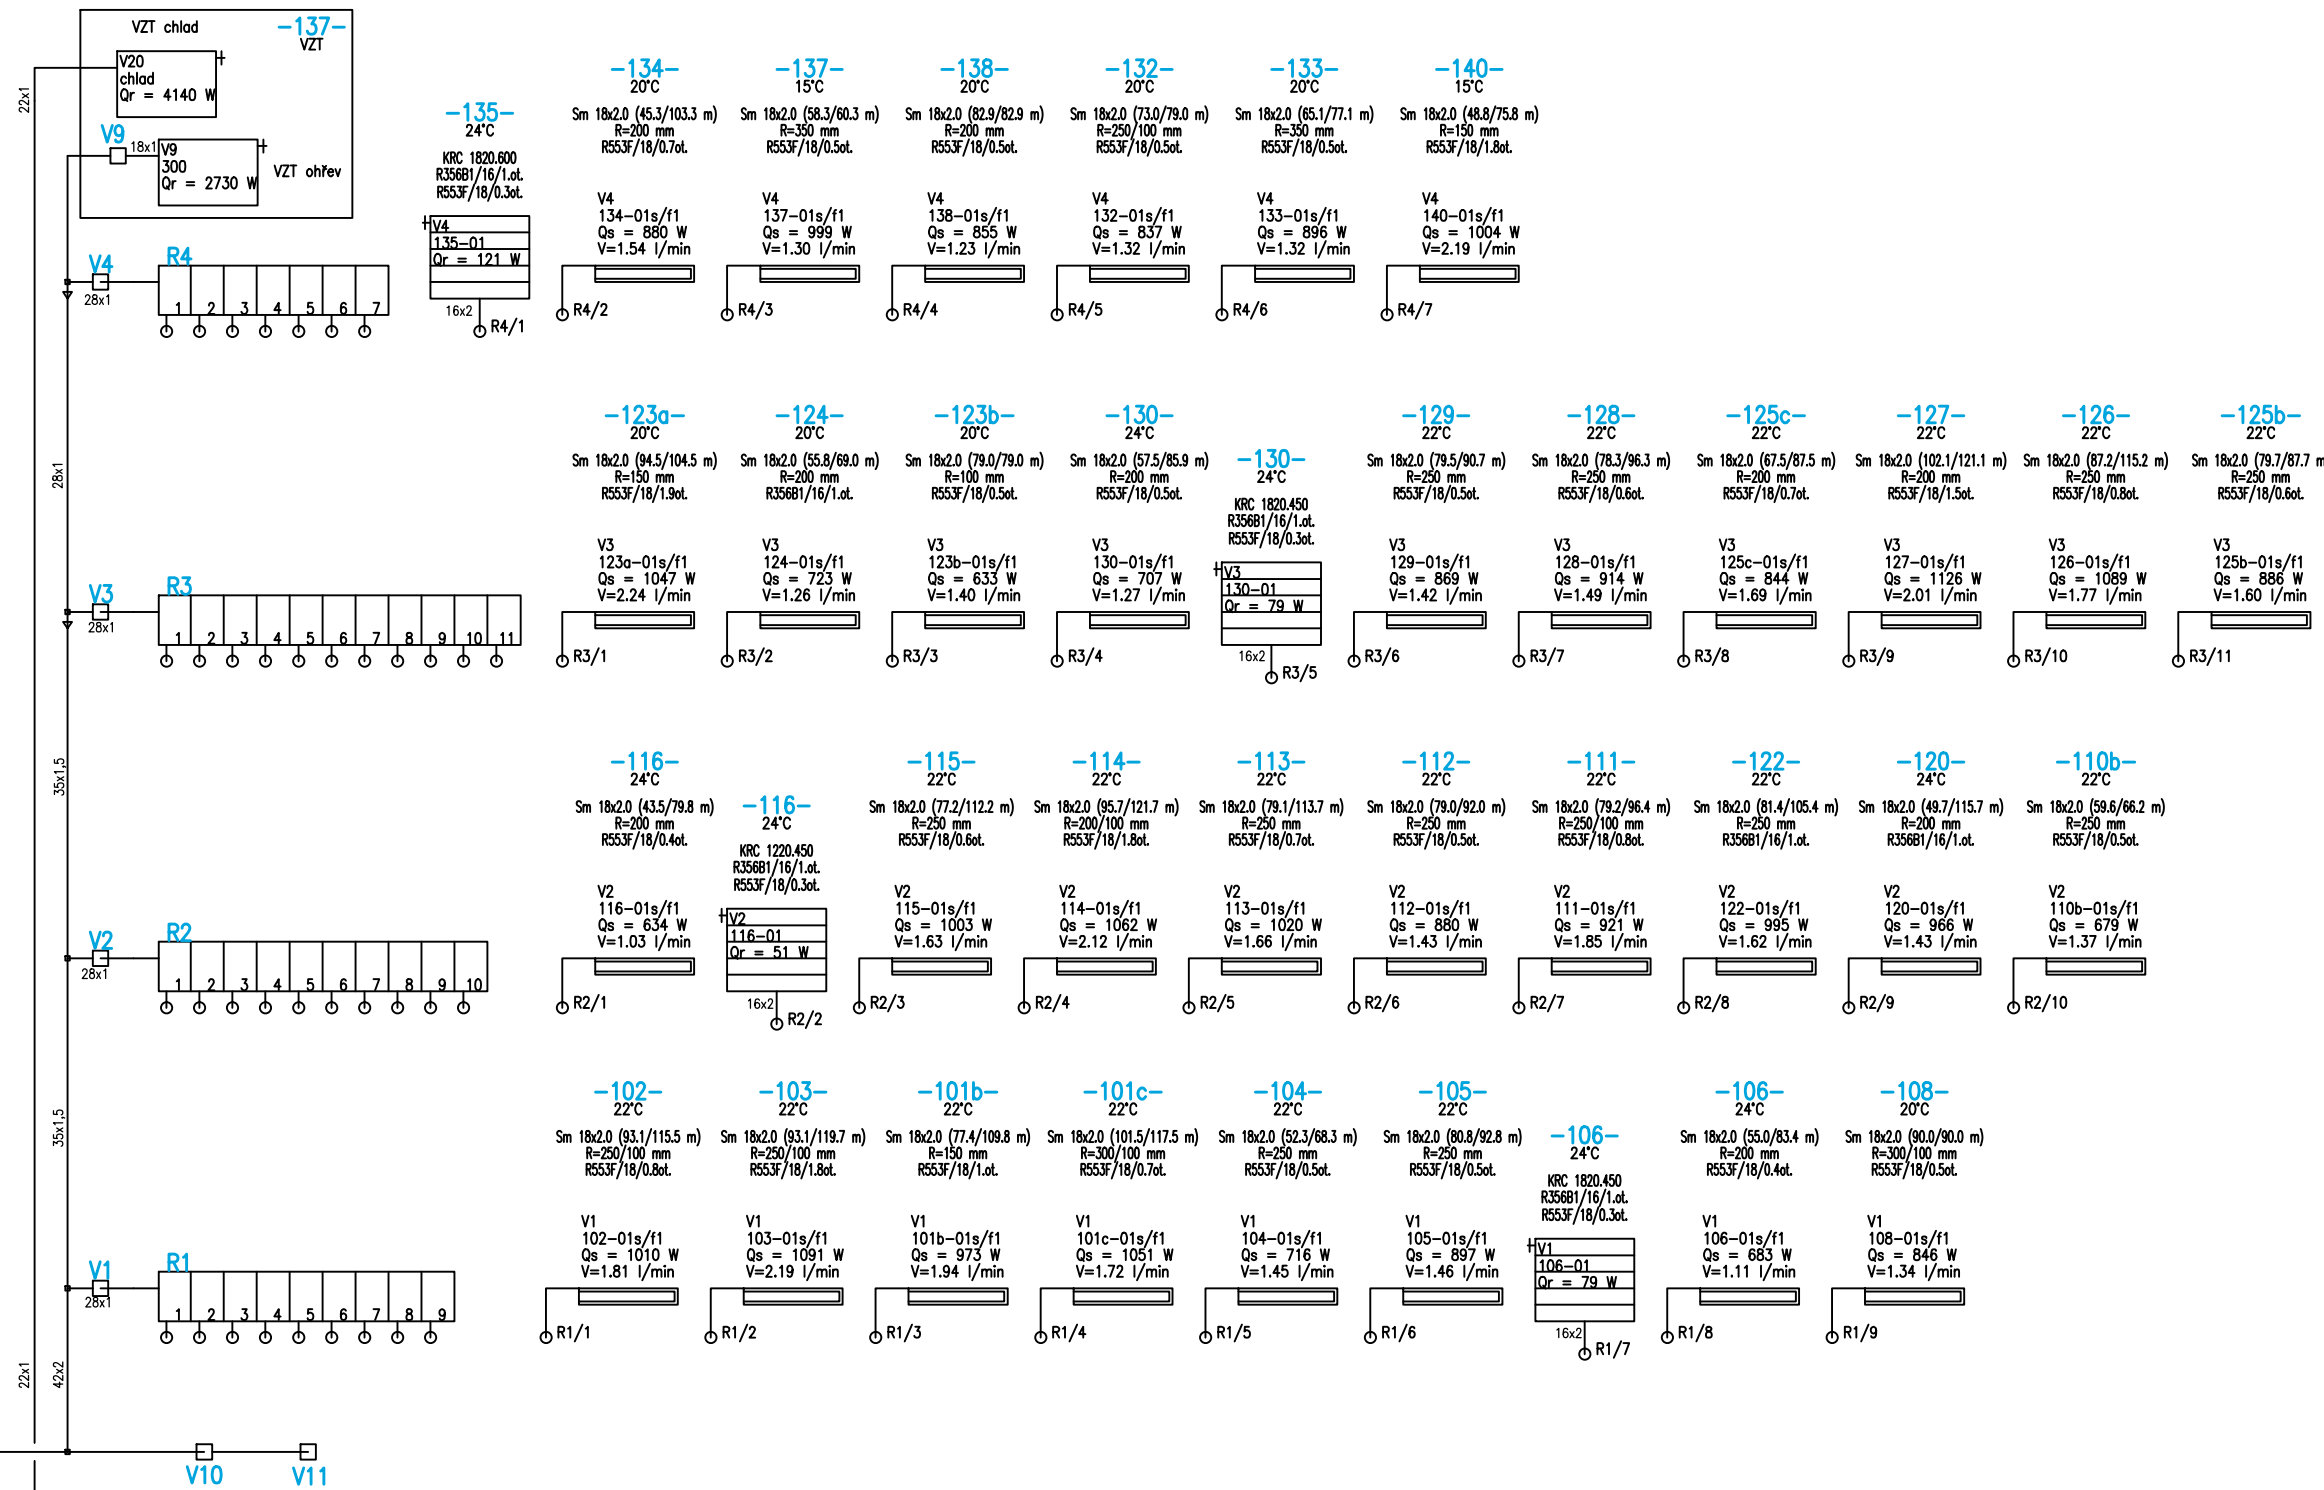 VZT chlad
-137-
VZT
V20
chlad
Qr = 4140 W
22x1
V9
18x1
V9
300
Qr = 2730 W
VZT ohřev
V4
28x1
R4
1 2 3 4 5 6 7
-135-
24°C
KRC 1820.600
R356B1/16/1.ot.
R553F/18/0.3ot.
V4
135-01
Qr = 121 W
16x2
R4/1
-134-
20°C
Sm 18x2.0 (45.3/103.3 m)
R=200 mm
R553F/18/0.7ot.
V4
134-01s/f1
Qs = 880 W
V=1.54 l/min
R4/2
-137-
15°C
Sm 18x2.0 (58.3/60.3 m)
R=350 mm
R553F/18/0.5ot.
V4
137-01s/f1
Qs = 999 W
V=1.30 l/min
R4/3
-138-
20°C
Sm 18x2.0 (82.9/82.9 m)
R=200 mm
R553F/18/0.5ot.
V4
138-01s/f1
Qs = 855 W
V=1.23 l/min
R4/4
-132-
20°C
Sm 18x2.0 (73.0/79.0 m)
R=250/100 mm
R553F/18/0.5ot.
V4
132-01s/f1
Qs = 837 W
V=1.32 l/min
R4/5
-133-
20°C
Sm 18x2.0 (65.1/77.1 m)
R=350 mm
R553F/18/0.5ot.
V4
133-01s/f1
Qs = 896 W
V=1.32 l/min
R4/6
-140-
15°C
Sm 18x2.0 (48.8/75.8 m)
R=150 mm
R553F/18/1.8ot.
V4
140-01s/f1
Qs = 1004 W
V=2.19 l/min
R4/7
28x1
V3
28x1
R3
1 2 3 4 5 6 7 8 9 10 11
-123a-
20°C
Sm 18x2.0 (94.5/104.5 m)
R=150 mm
R553F/18/1.9ot.
V3
123a-01s/f1
Qs = 1047 W
V=2.24 l/min
R3/1
-124-
20°C
Sm 18x2.0 (55.8/69.0 m)
R=200 mm
R356B1/16/1.ot.
V3
124-01s/f1
Qs = 723 W
V=1.26 l/min
R3/2
-123b-
20°C
Sm 18x2.0 (79.0/79.0 m)
R=100 mm
R553F/18/0.5ot.
V3
123b-01s/f1
Qs = 633 W
V=1.40 l/min
R3/3
-130-
24°C
Sm 18x2.0 (57.5/85.9 m)
R=200 mm
R553F/18/0.5ot.
V3
130-01s/f1
Qs = 707 W
V=1.27 l/min
R3/4
-130-
24°C
KRC 1820.450
R356B1/16/1.ot.
R553F/18/0.3ot.
V3
130-01
Qr = 79 W
16x2
R3/5
-129-
22°C
Sm 18x2.0 (79.5/90.7 m)
R=250 mm
R553F/18/0.5ot.
V3
129-01s/f1
Qs = 869 W
V=1.42 l/min
R3/6
-128-
22°C
Sm 18x2.0 (78.3/96.3 m)
R=250 mm
R553F/18/0.6ot.
V3
128-01s/f1
Qs = 914 W
V=1.49 l/min
R3/7
-125c-
22°C
Sm 18x2.0 (67.5/87.5 m)
R=200 mm
R553F/18/0.7ot.
V3
125c-01s/f1
Qs = 844 W
V=1.69 l/min
R3/8
-127-
22°C
Sm 18x2.0 (102.1/121.1 m)
R=200 mm
R553F/18/1.5ot.
V3
127-01s/f1
Qs = 1126 W
V=2.01 l/min
R3/9
-126-
22°C
Sm 18x2.0 (87.2/115.2 m)
R=250 mm
R553F/18/0.8ot.
V3
126-01s/f1
Qs = 1089 W
V=1.77 l/min
R3/10
-125b-
22°C
Sm 18x2.0 (79.7/87.7 m
R=250 mm
R553F/18/0.6ot.
V3
125b-01s/f1
Qs = 886 W
V=1.60 l/min
R3/11
35x1,5
V2
28x1
R2
1 2 3 4 5 6 7 8 9 10
-116-
24°C
Sm 18x2.0 (43.5/79.8 m)
R=200 mm
R553F/18/0.4ot.
V2
116-01s/f1
Qs = 634 W
V=1.03 l/min
R2/1
-116-
24°C
KRC 1220.450
R356B1/16/1.ot.
R553F/18/0.3ot.
V2
116-01
Qr = 51 W
16x2
R2/2
-115-
22°C
Sm 18x2.0 (77.2/112.2 m)
R=250 mm
R553F/18/0.6ot.
V2
115-01s/f1
Qs = 1003 W
V=1.63 l/min
R2/3
-114-
22°C
Sm 18x2.0 (95.7/121.7 m)
R=200/100 mm
R553F/18/1.8ot.
V2
114-01s/f1
Qs = 1062 W
V=2.12 l/min
R2/4
-113-
22°C
Sm 18x2.0 (79.1/113.7 m)
R=250 mm
R553F/18/0.7ot.
V2
113-01s/f1
Qs = 1020 W
V=1.66 l/min
R2/5
-112-
22°C
Sm 18x2.0 (79.0/92.0 m)
R=250 mm
R553F/18/0.5ot.
V2
112-01s/f1
Qs = 880 W
V=1.43 l/min
R2/6
-111-
22°C
Sm 18x2.0 (79.2/96.4 m)
R=250/100 mm
R553F/18/0.8ot.
V2
111-01s/f1
Qs = 921 W
V=1.85 l/min
R2/7
-122-
22°C
Sm 18x2.0 (81.4/105.4 m)
R=250 mm
R356B1/16/1.ot.
V2
122-01s/f1
Qs = 995 W
V=1.62 l/min
R2/8
-120-
24°C
Sm 18x2.0 (49.7/115.7 m)
R=200 mm
R356B1/16/1.ot.
V2
120-01s/f1
Qs = 966 W
V=1.43 l/min
R2/9
-110b-
22°C
Sm 18x2.0 (59.6/66.2 m)
R=250 mm
R553F/18/0.5ot.
V2
110b-01s/f1
Qs = 679 W
V=1.37 l/min
R2/10
35x1,5
V1
28x1
R1
1 2 3 4 5 6 7 8 9
-102-
22°C
Sm 18x2.0 (93.1/115.5 m)
R=250/100 mm
R553F/18/0.8ot.
V1
102-01s/f1
Qs = 1010 W
V=1.81 l/min
R1/1
-103-
22°C
Sm 18x2.0 (93.1/119.7 m)
R=250/100 mm
R553F/18/1.8ot.
V1
103-01s/f1
Qs = 1091 W
V=2.19 l/min
R1/2
-101b-
22°C
Sm 18x2.0 (77.4/109.8 m)
R=150 mm
R553F/18/1.ot.
V1
101b-01s/f1
Qs = 973 W
V=1.94 l/min
R1/3
-101c-
22°C
Sm 18x2.0 (101.5/117.5 m)
R=300/100 mm
R553F/18/0.7ot.
V1
101c-01s/f1
Qs = 1051 W
V=1.72 l/min
R1/4
-104-
22°C
Sm 18x2.0 (52.3/68.3 m)
R=250 mm
R553F/18/0.5ot.
V1
104-01s/f1
Qs = 716 W
V=1.45 l/min
R1/5
-105-
22°C
Sm 18x2.0 (80.8/92.8 m)
R=250 mm
R553F/18/0.5ot.
V1
105-01s/f1
Qs = 897 W
V=1.46 l/min
R1/6
-106-
24°C
KRC 1820.450
R356B1/16/1.ot.
R553F/18/0.3ot.
V1
106-01
Qr = 79 W
16x2
R1/7
-106-
24°C
Sm 18x2.0 (55.0/83.4 m)
R=200 mm
R553F/18/0.4ot.
V1
106-01s/f1
Qs = 683 W
V=1.11 l/min
R1/8
-108-
20°C
Sm 18x2.0 (90.0/90.0 m)
R=300/100 mm
R553F/18/0.5ot.
V1
108-01s/f1
Qs = 846 W
V=1.34 l/min
R1/9
22x1
42x2
V10
V11